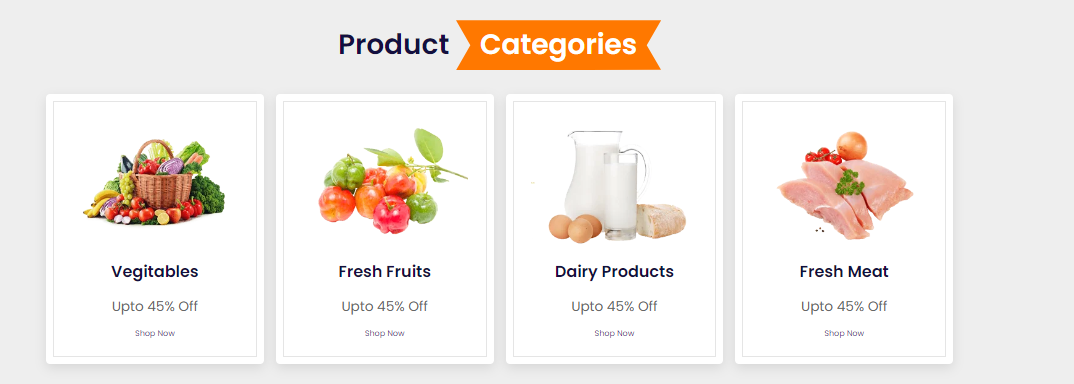 Product Categories
Vegitables
Upto 45% Off
Shop Now
Fresh Fruits
Upto 45% Off
Shop Now
Dairy Products
Upto 45% Off
Shop Now
Fresh Meat
Upto 45% Off
Shop Now